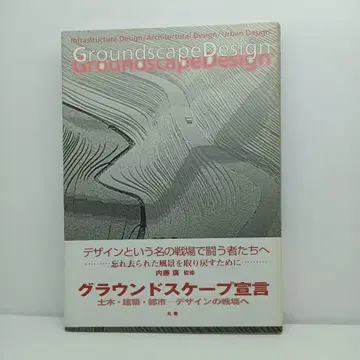 Infrastructure Design/Architectural Design/Urban Design
GroundscapeDesign
GroundscapeDesign
デザインという名の戦場で闘う者たちへ
………忘れ去られた風景を取り戻すために………
内藤 廣 監修
グラウンドスケープ宣言
土木・建築・都市―デザインの戦場へ
丸善